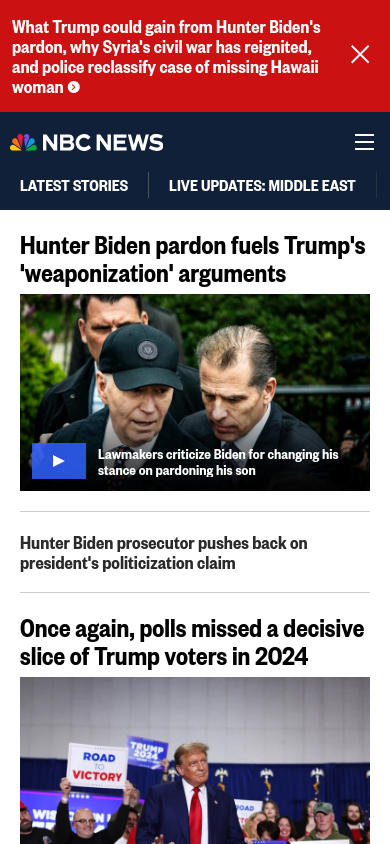 What Trump could gain from Hunter Biden's
pardon, why Syria's civil war has reignited,
and police reclassify case of missing Hawaii
woman
NBC NEWS
LATEST STORIES
LIVE UPDATES: MIDDLE EAST
Hunter Biden pardon fuels Trump's
'weaponization' arguments
Lawmakers criticize Biden for changing his
stance on pardoning his son
Hunter Biden prosecutor pushes back on
president's politicization claim
Once again, polls missed a decisive
slice of Trump voters in 2024
ROAD
TO
VICTORY
TRUMP
2024